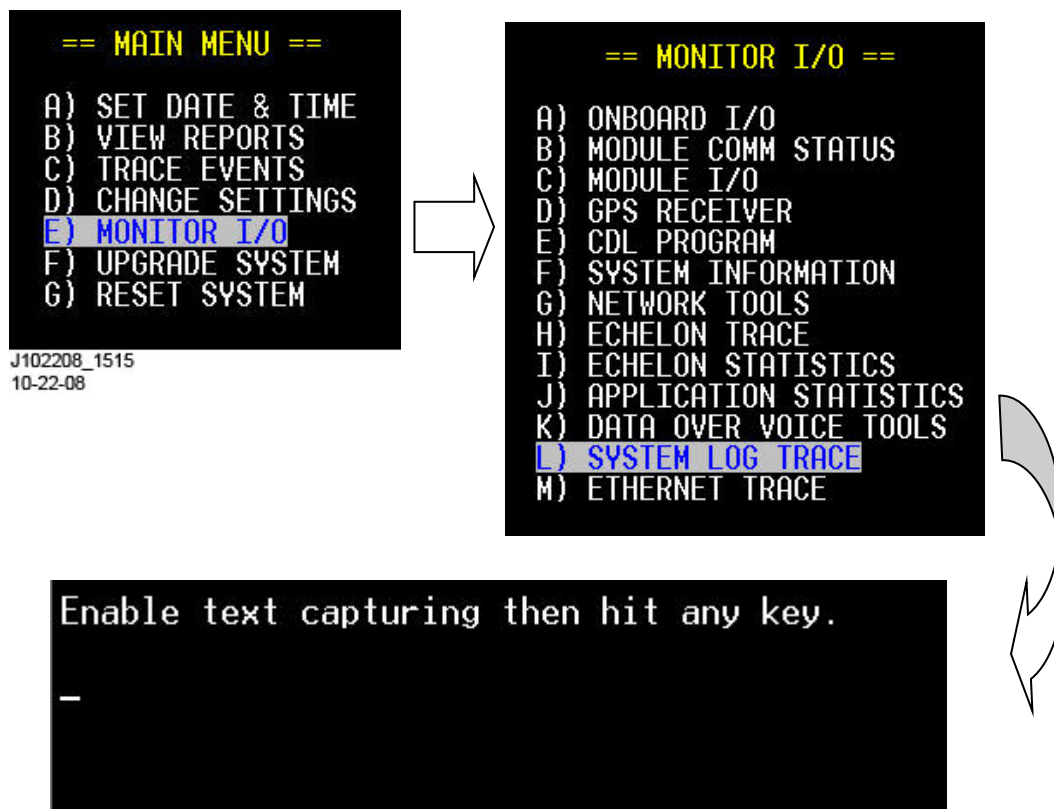 == MAIN MENU ==
A) SET DATE & TIME
B) VIEW REPORTS
C) TRACE EVENTS
D) CHANGE SETTINGS
E) MONITOR I/O
F) UPGRADE SYSTEM
G) RESET SYSTEM
J102208_1515
10-22-08
== MONITOR I/O ==
A) ONBOARD I/O
B) MODULE COMM STATUS
C) MODULE I/O
D) GPS RECEIVER
E) CDL PROGRAM
F) SYSTEM INFORMATION
G) NETWORK TOOLS
H) ECHELON TRACE
I) ECHELON STATISTICS
J) APPLICATION STATISTICS
K) DATA OVER VOICE TOOLS
L) SYSTEM LOG TRACE
M) ETHERNET TRACE
Enable text capturing then hit any key.
_